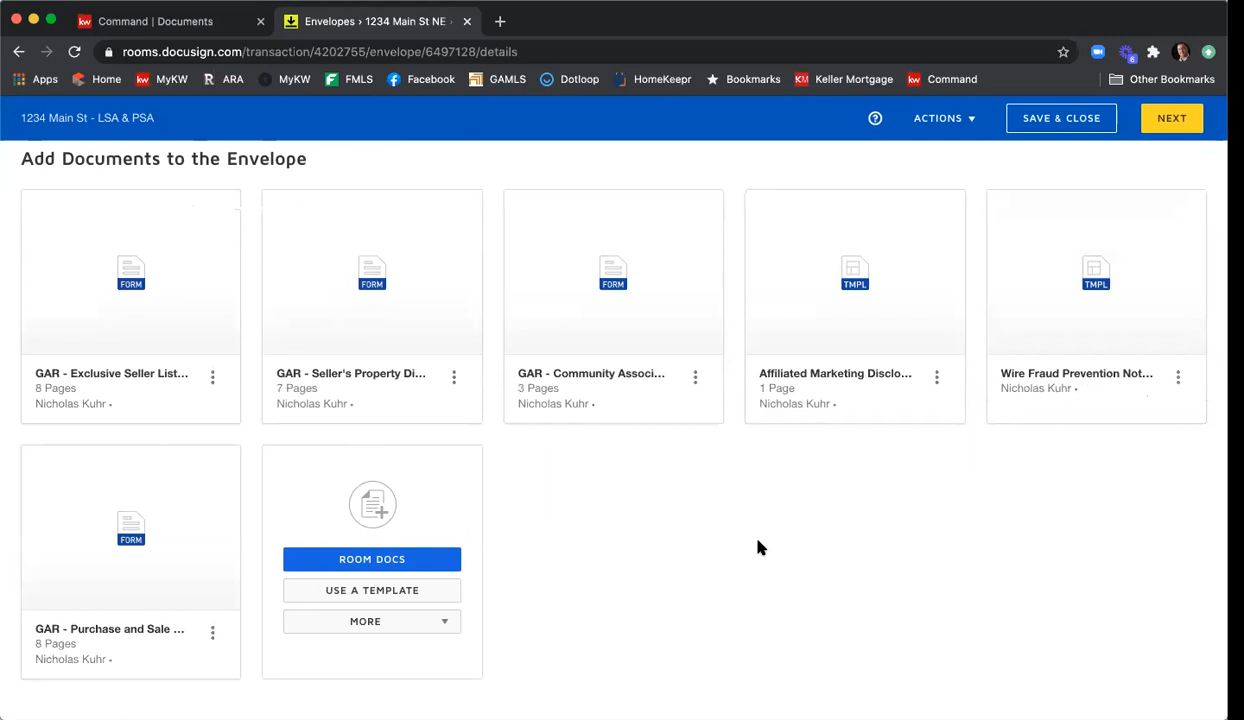 kw Command | Documents
Envelopes › 1234 Main St NE
rooms.docusign.com/transaction/4202755/envelope/6497128/details
Apps Home kw MyKW R ARA MyKW F FMLS Facebook GAMLS Dotloop HomeKeepr Bookmarks KM Keller Mortgage kw Command Other Bookmarks
6
1234 Main St - LSA & PSA ? ACTIONS SAVE & CLOSE NEXT
Add Documents to the Envelope
FORM
GAR - Exclusive Seller List...
8 Pages
Nicholas Kuhr •
FORM
GAR - Seller's Property Di...
7 Pages
Nicholas Kuhr •
FORM
GAR - Community Associ...
3 Pages
Nicholas Kuhr •
TMPL
Affiliated Marketing Disclo...
1 Page
Nicholas Kuhr •
TMPL
Wire Fraud Prevention Not...
Nicholas Kuhr •
FORM
GAR - Purchase and Sale ...
8 Pages
Nicholas Kuhr •
ROOM DOCS
USE A TEMPLATE
MORE